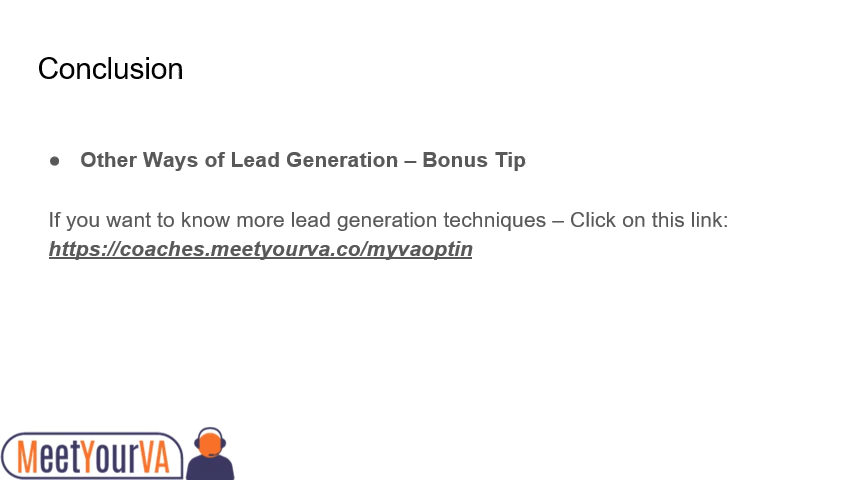 Conclusion
● Other Ways of Lead Generation – Bonus Tip
If you want to know more lead generation techniques – Click on this link:
https://coaches.meetyourva.co/myvaoptin
MeetYourVA